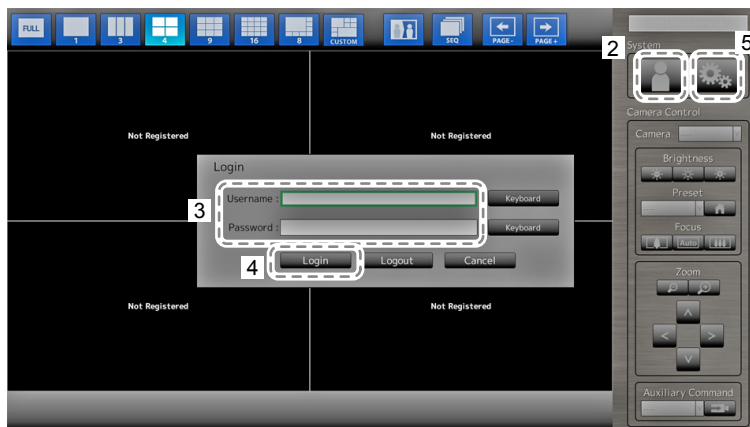 FULL 1 3 4 9 16 8 CUSTOM SEQ PAGE - PAGE +
2 System 5
Camera Control
Not Registered Not Registered
Camera
Login
Brightness
3 Username : Keyboard
Preset
Password : Keyboard
Focus
Auto
4 Login Logout Cancel
Zoom
Not Registered Not Registered
Auxiliary Command